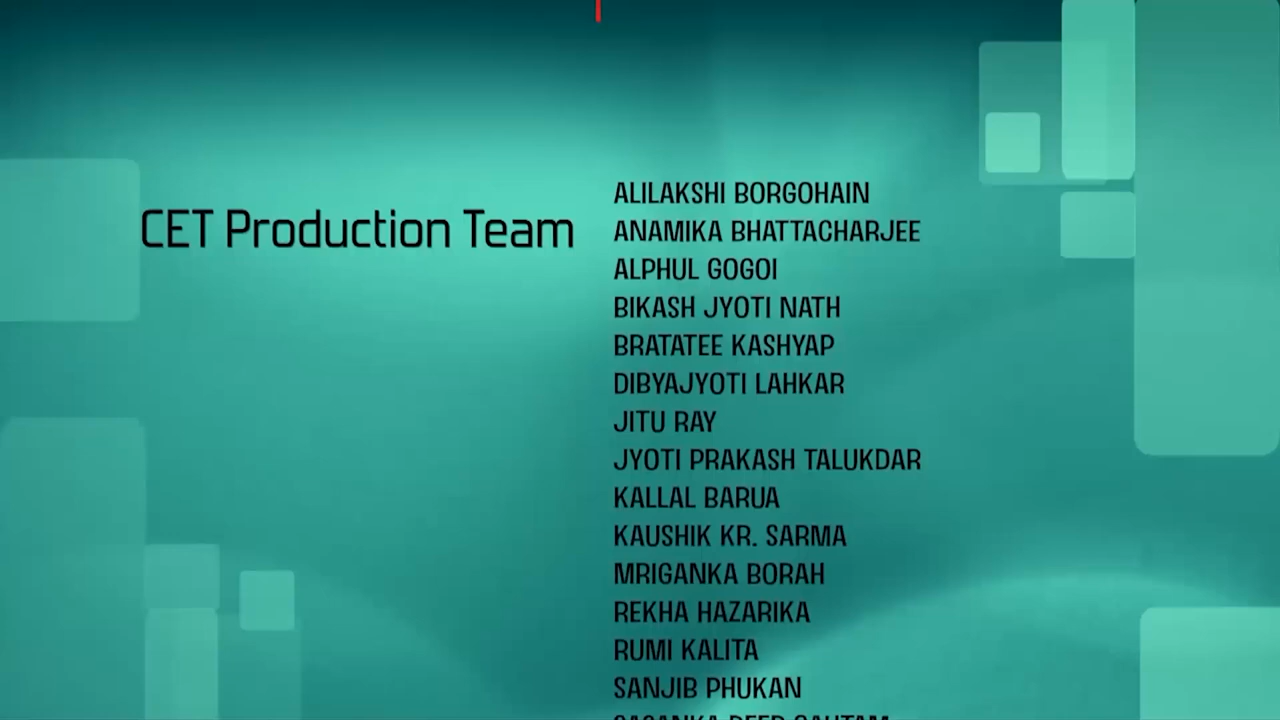 CET Production Team
ALILAKSHI BORGOHAIN
ANAMIKA BHATTACHARJEE
ALPHUL GOGOI
BIKASH JYOTI NATH
BRATATEE KASHYAP
DIBYAJYOTI LAHKAR
JITU RAY
JYOTI PRAKASH TALUKDAR
KALLAL BARUA
KAUSHIK KR. SARMA
MRIGANKA BORAH
REKHA HAZARIKA
RUMI KALITA
SANJIB PHUKAN